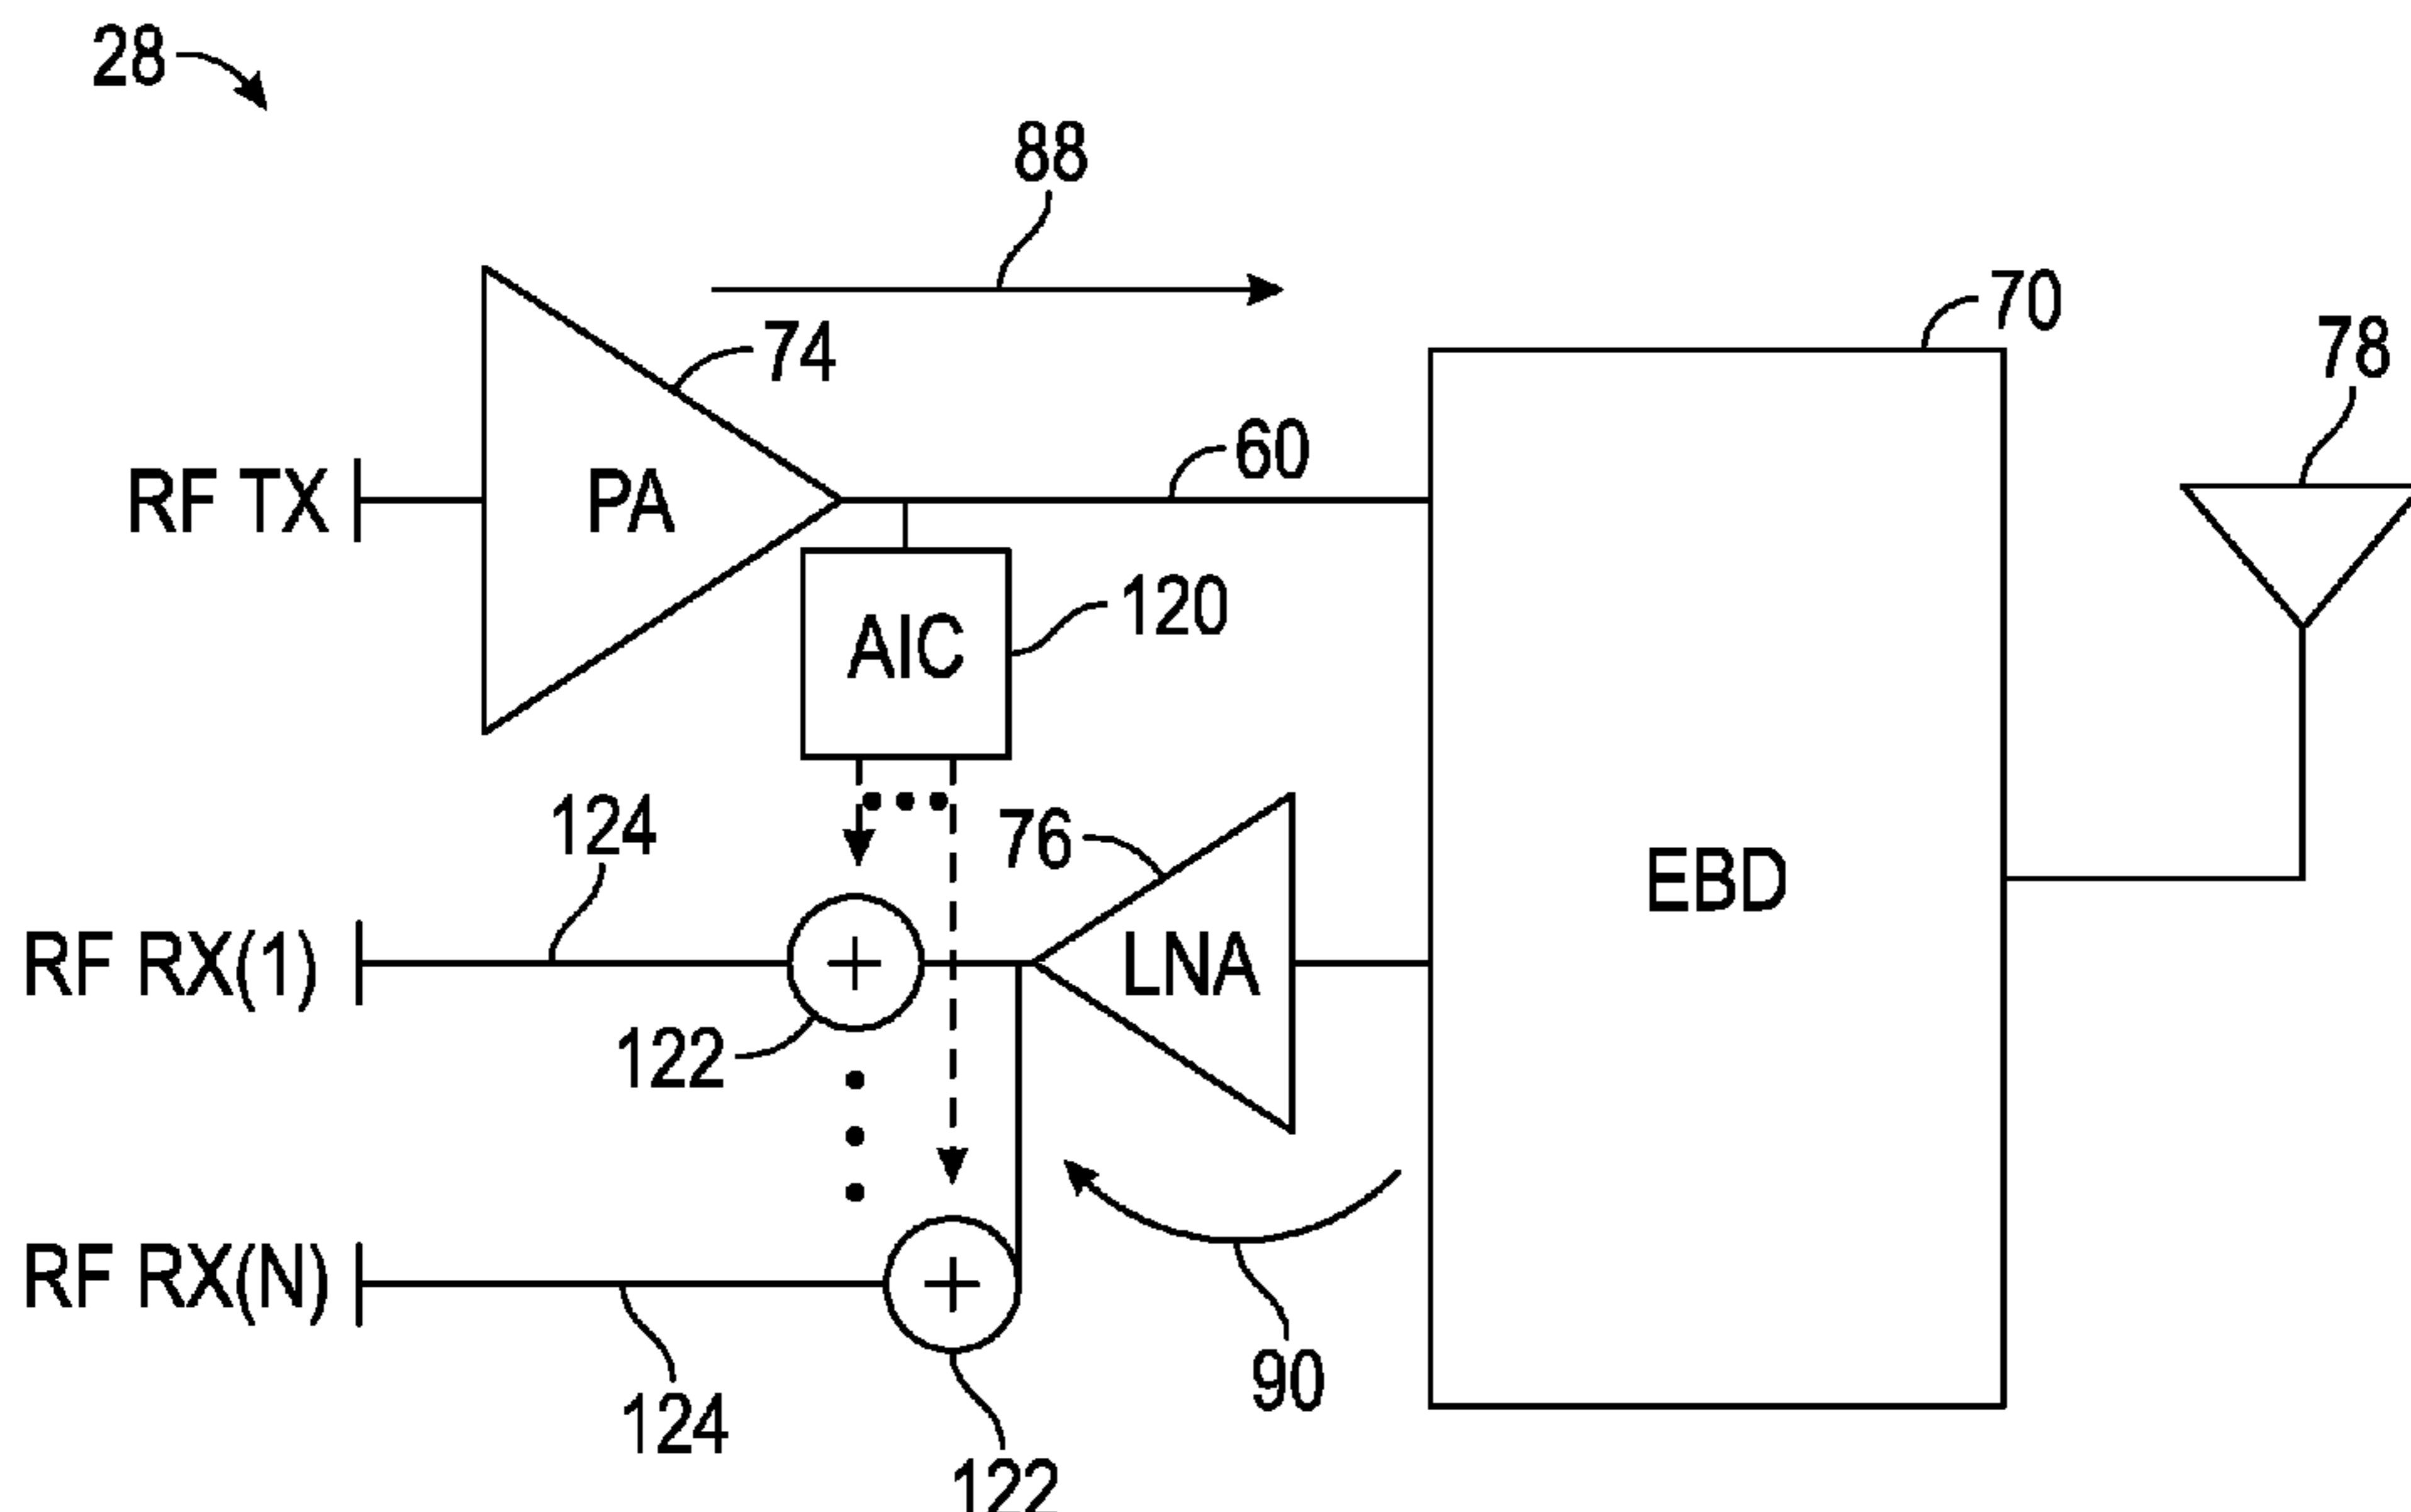 28
88
70
78
74
60
RF TX
PA
120
AIC
124
76
EBD
RF RX(1)
LNA
122
RF RX(N)
90
124
122